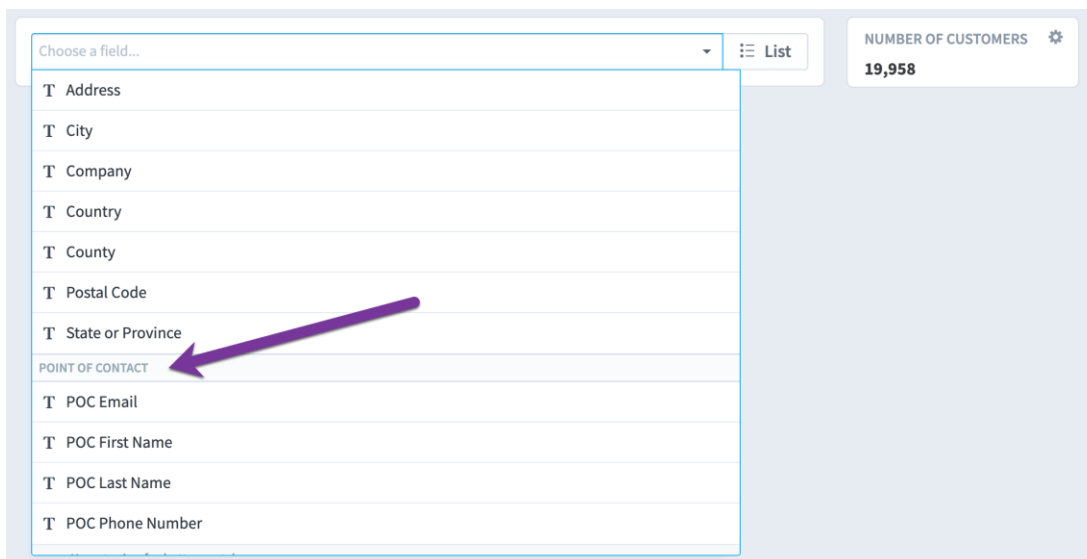 Choose a field...
List
NUMBER OF CUSTOMERS
19,958
T Address
T City
T Company
T Country
T County
T Postal Code
T State or Province
POINT OF CONTACT
T POC Email
T POC First Name
T POC Last Name
T POC Phone Number